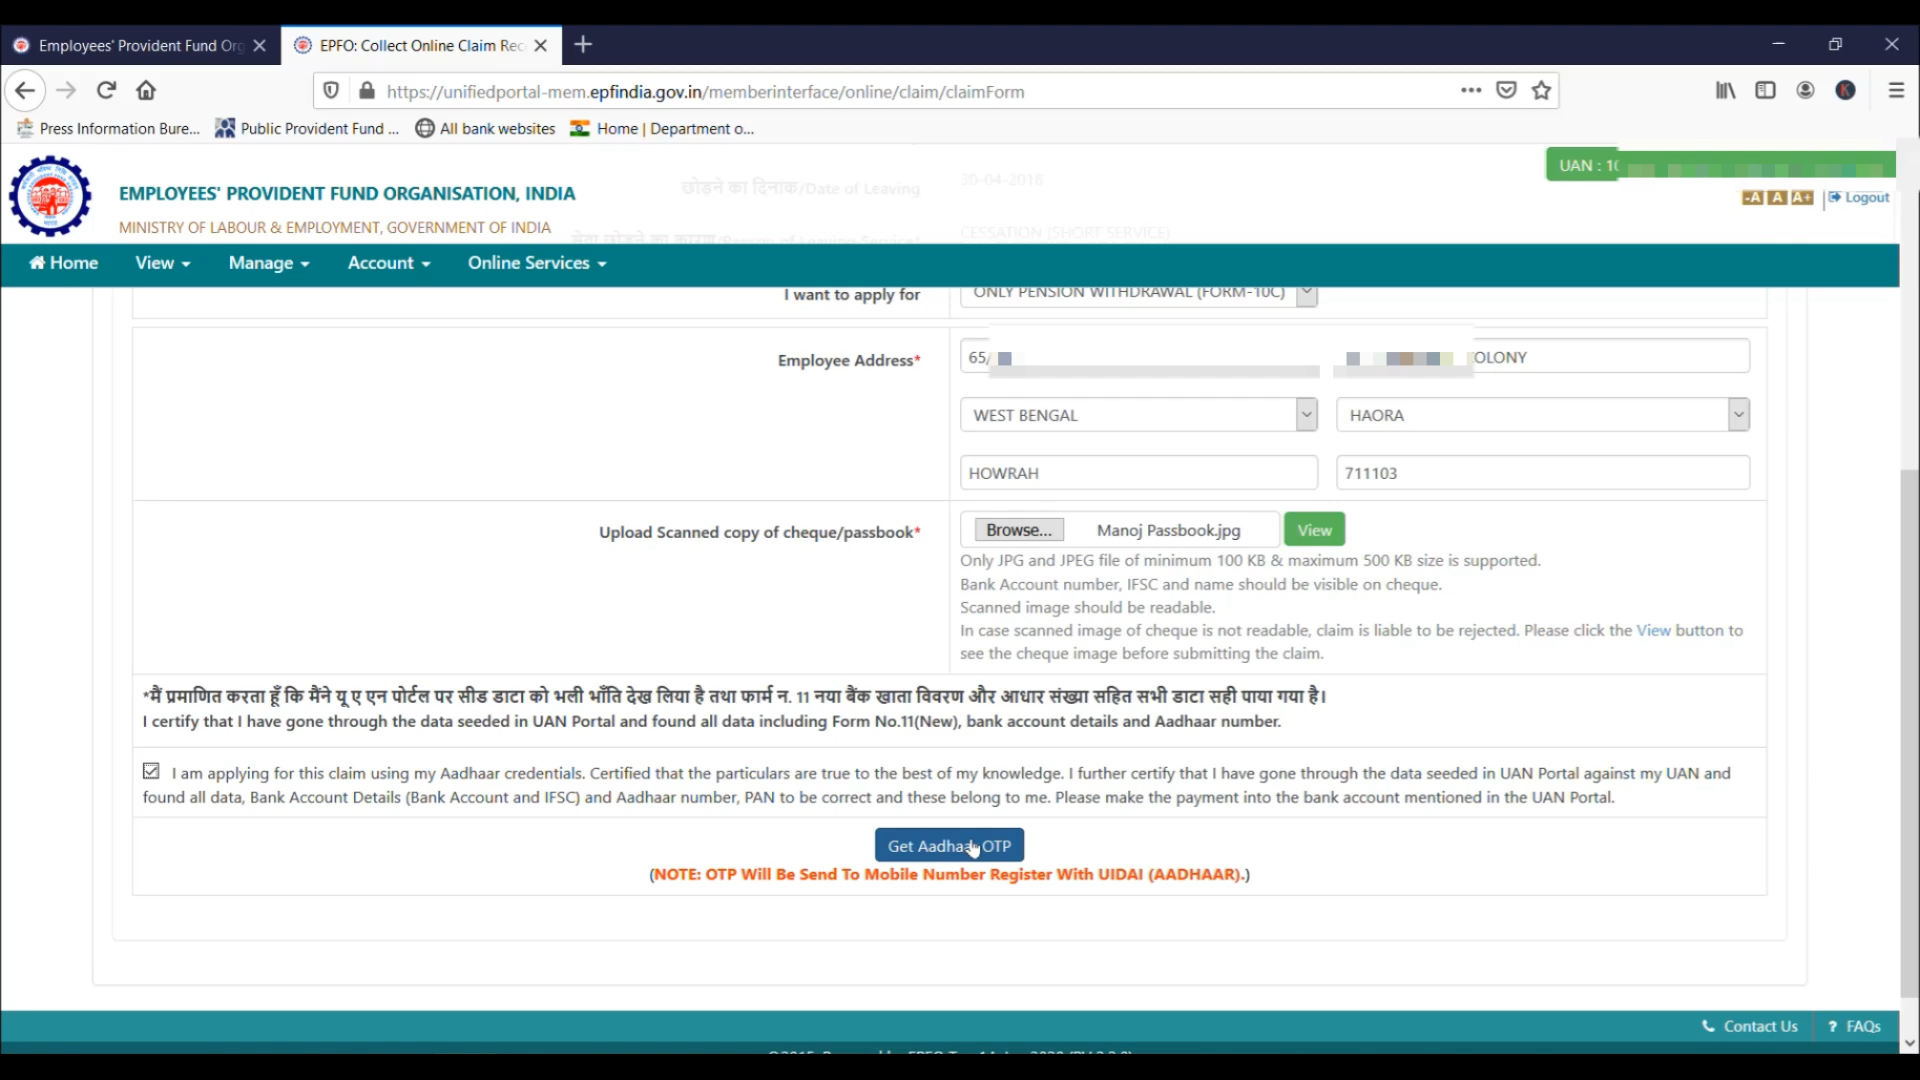 Employees' Provident Fund Org
EPFO: Collect Online Claim Rec
https://unifiedportal-mem.epfindia.gov.in/memberinterface/online/claim/claimForm
Press Information Bure... Public Provident Fund ... All bank websites Home | Department o...
UAN : 10
EMPLOYEES' PROVIDENT FUND ORGANISATION, INDIA
MINISTRY OF LABOUR & EMPLOYMENT, GOVERNMENT OF INDIA
छोड़ने का दिनाक/Date of Leaving 30-04-2018
-A A A+ Logout
CESSATION (SHORT SERVICE)
Home View Manage Account Online Services
I want to apply for ONLY PENSION WITHDRAWAL (FORM-10C)
Employee Address* 65/ OLONY
WEST BENGAL HAORA
HOWRAH 711103
Upload Scanned copy of cheque/passbook* Browse... Manoj Passbook.jpg View
Only JPG and JPEG file of minimum 100 KB & maximum 500 KB size is supported.
Bank Account number, IFSC and name should be visible on cheque.
Scanned image should be readable.
In case scanned image of cheque is not readable, claim is liable to be rejected. Please click the View button to
see the cheque image before submitting the claim.
*मैं प्रमाणित करता हूँ कि मैंने यू ए एन पोर्टल पर सीड डाटा को भली भाँति देख लिया है तथा फार्म न. 11 नया बैंक खाता विवरण और आधार संख्या सहित सभी डाटा सही पाया गया है।
I certify that I have gone through the data seeded in UAN Portal and found all data including Form No.11(New), bank account details and Aadhaar number.
I am applying for this claim using my Aadhaar credentials. Certified that the particulars are true to the best of my knowledge. I further certify that I have gone through the data seeded in UAN Portal against my UAN and
found all data, Bank Account Details (Bank Account and IFSC) and Aadhaar number, PAN to be correct and these belong to me. Please make the payment into the bank account mentioned in the UAN Portal.
Get Aadhaar OTP
(NOTE: OTP Will Be Send To Mobile Number Register With UIDAI (AADHAAR).)
Contact Us ? FAQs